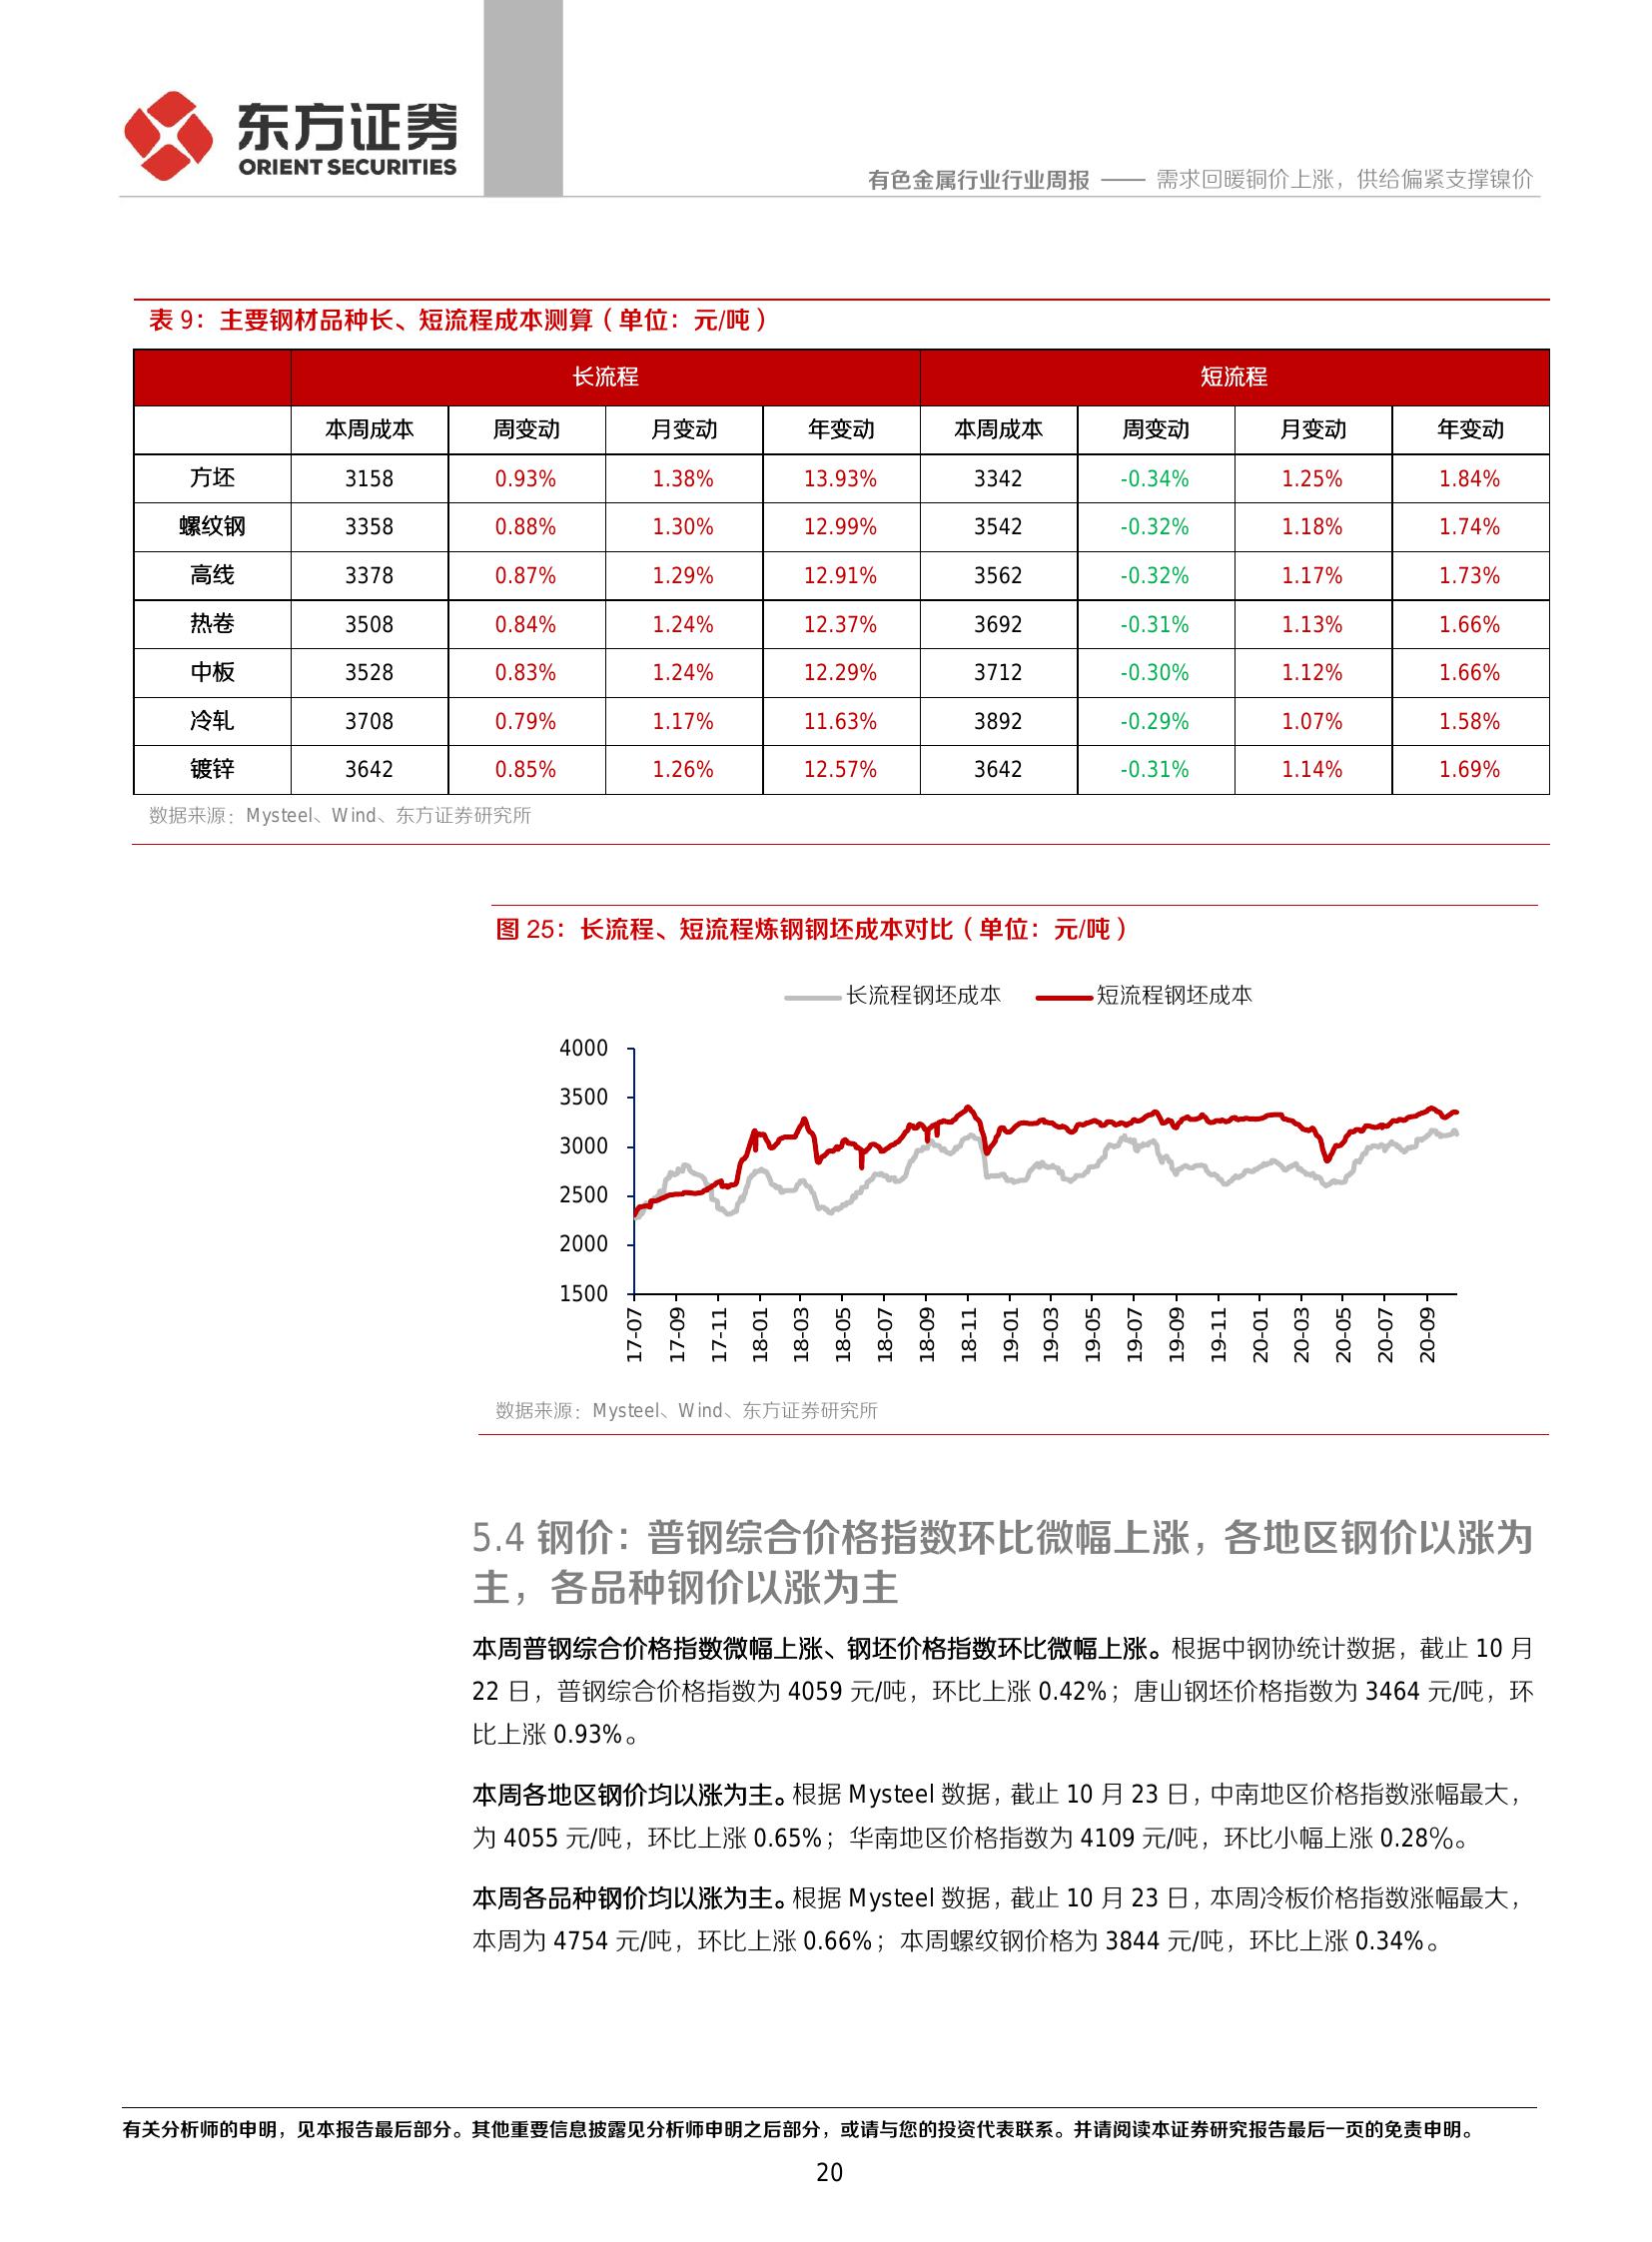 东方证券
ORIENT SECURITIES
有色金属行业行业周报 —— 需求回暖铜价上涨，供给偏紧支撑镍价
表 9：主要钢材品种长、短流程成本测算（单位：元/吨）
长流程 短流程
本周成本 周变动 月变动 年变动 本周成本 周变动 月变动 年变动
方坯 3158 0.93% 1.38% 13.93% 3342 -0.34% 1.25% 1.84%
螺纹钢 3358 0.88% 1.30% 12.99% 3542 -0.32% 1.18% 1.74%
高线 3378 0.87% 1.29% 12.91% 3562 -0.32% 1.17% 1.73%
热卷 3508 0.84% 1.24% 12.37% 3692 -0.31% 1.13% 1.66%
中板 3528 0.83% 1.24% 12.29% 3712 -0.30% 1.12% 1.66%
冷轧 3708 0.79% 1.17% 11.63% 3892 -0.29% 1.07% 1.58%
镀锌 3642 0.85% 1.26% 12.57% 3642 -0.31% 1.14% 1.69%
数据来源：Mysteel、Wind、东方证券研究所
图 25：长流程、短流程炼钢钢坯成本对比（单位：元/吨）
长流程钢坯成本 短流程钢坯成本
4000
3500
3000
2500
2000
1500
17-07 17-09 17-11 18-01 18-03 18-05 18-07 18-09 18-11 19-01 19-03 19-05 19-07 19-09 19-11 20-01 20-03 20-05 20-07 20-09
数据来源：Mysteel、Wind、东方证券研究所
5.4 钢价：普钢综合价格指数环比微幅上涨，各地区钢价以涨为
主，各品种钢价以涨为主
本周普钢综合价格指数微幅上涨、钢坯价格指数环比微幅上涨。根据中钢协统计数据，截止 10 月
22 日，普钢综合价格指数为 4059 元/吨，环比上涨 0.42%；唐山钢坯价格指数为 3464 元/吨，环
比上涨 0.93%。
本周各地区钢价均以涨为主。根据 Mysteel 数据，截止 10 月 23 日，中南地区价格指数涨幅最大，
为 4055 元/吨，环比上涨 0.65%；华南地区价格指数为 4109 元/吨，环比小幅上涨 0.28%。
本周各品种钢价均以涨为主。根据 Mysteel 数据，截止 10 月 23 日，本周冷板价格指数涨幅最大，
本周为 4754 元/吨，环比上涨 0.66%；本周螺纹钢价格为 3844 元/吨，环比上涨 0.34%。
有关分析师的申明，见本报告最后部分。其他重要信息披露见分析师申明之后部分，或请与您的投资代表联系。并请阅读本证券研究报告最后一页的免责申明。
20